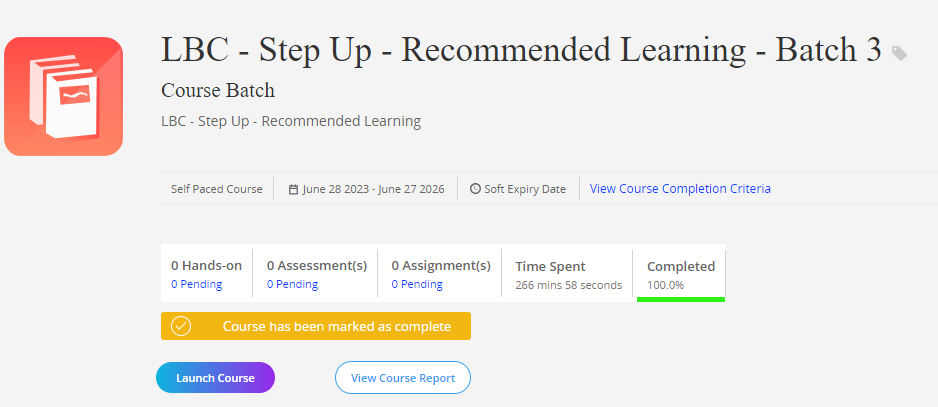 LBC - Step Up - Recommended Learning - Batch 3
Course Batch
LBC - Step Up - Recommended Learning
Self Paced Course June 28 2023 - June 27 2026 Soft Expiry Date View Course Completion Criteria
0 Hands-on 0 Assessment(s) 0 Assignment(s) Time Spent Completed
0 Pending 0 Pending 0 Pending 266 mins 58 seconds 100.0%
Course has been marked as complete
Launch Course View Course Report